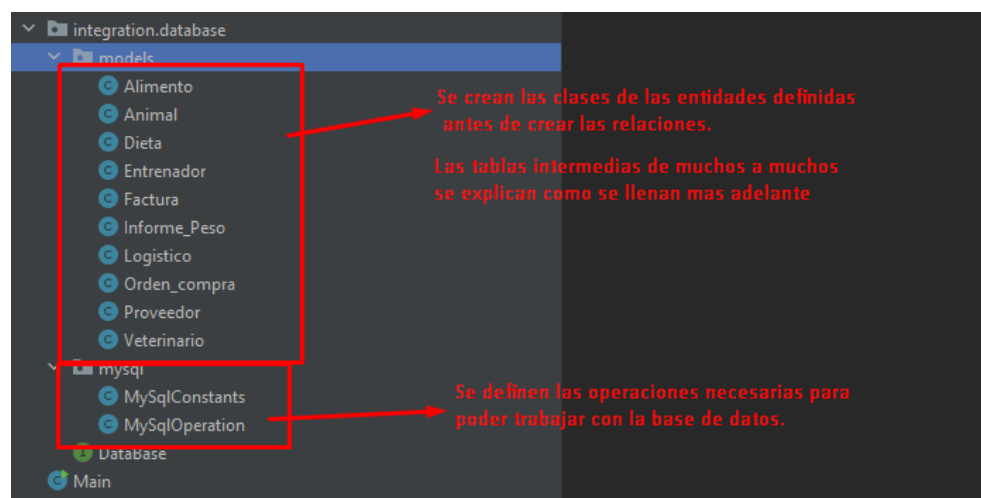 integration.database
models
Alimento
Animal
Dieta
Entrenador
Factura
Informe_Peso
Logistico
Orden_compra
Proveedor
Veterinario
mysql
MySqlConstants
MySqlOperation
DataBase
Main
Se crean las clases de las entidades definidas
antes de crear las relaciones.
Las tablas intermedias de muchos a muchos
se explican como se llenan mas adelante
Se definen las operaciones necesarias para
poder trabajar con la base de datos.